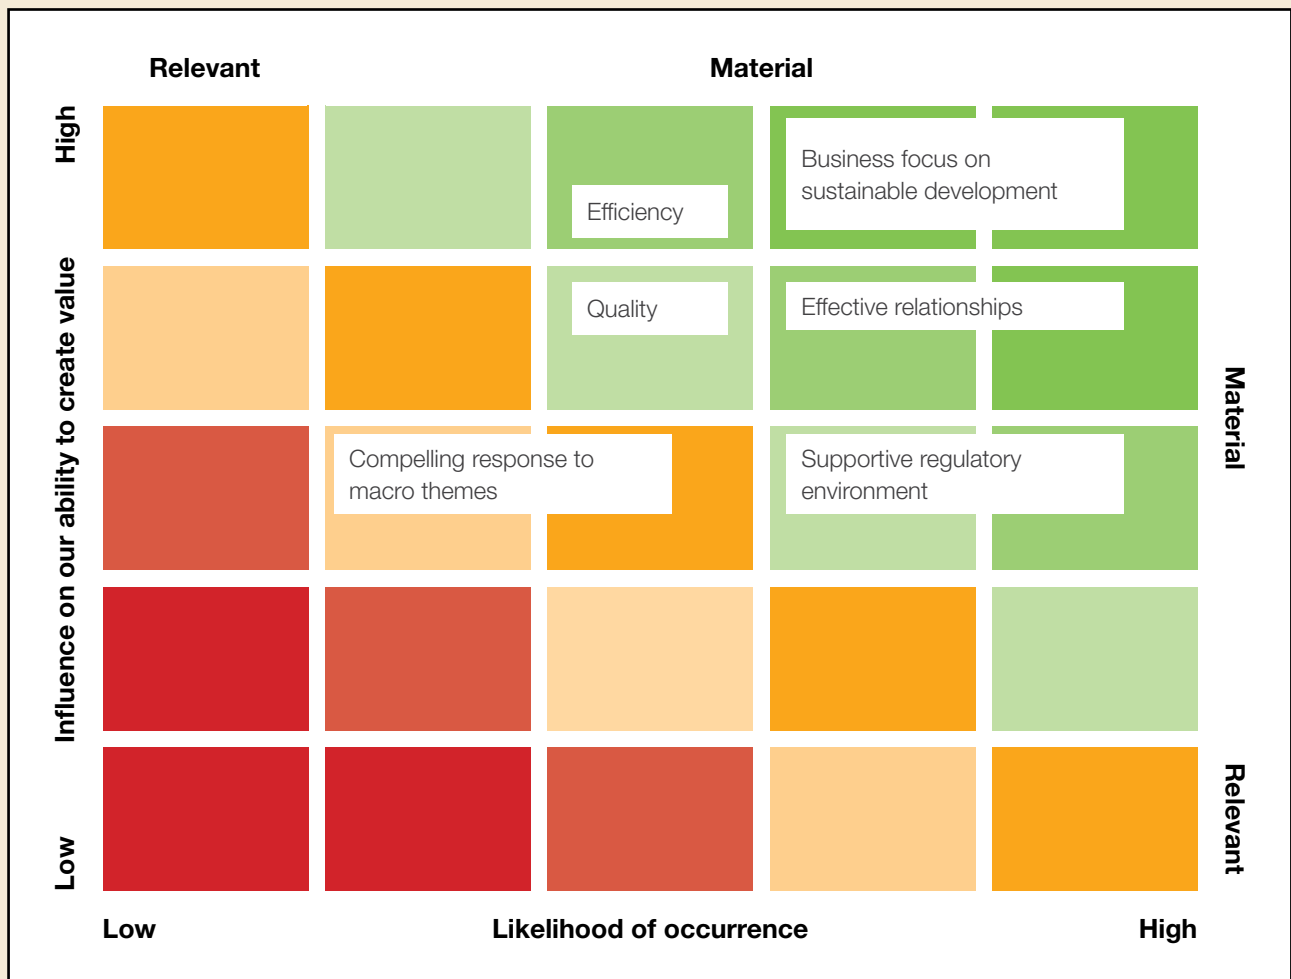 Relevant
Material
High
Influence on our ability to create value
Low
Efficiency
Business focus on
sustainable development
Quality
Effective relationships
Compelling response to
macro themes
Supportive regulatory
environment
Material
Relevant
Low
Likelihood of occurrence
High